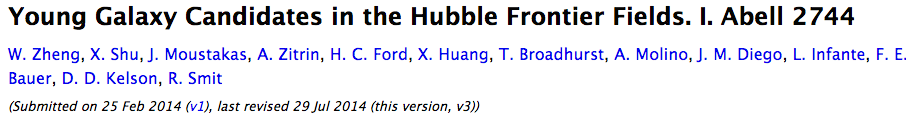 Young Galaxy Candidates in the Hubble Frontier Fields. I. Abell 2744
W. Zheng, X. Shu, J. Moustakas, A. Zitrin, H. C. Ford, X. Huang, T. Broadhurst, A. Molino, J. M. Diego, L. Infante, F. E.
Bauer, D. D. Kelson, R. Smit
(Submitted on 25 Feb 2014 (v1), last revised 29 Jul 2014 (this version, v3))